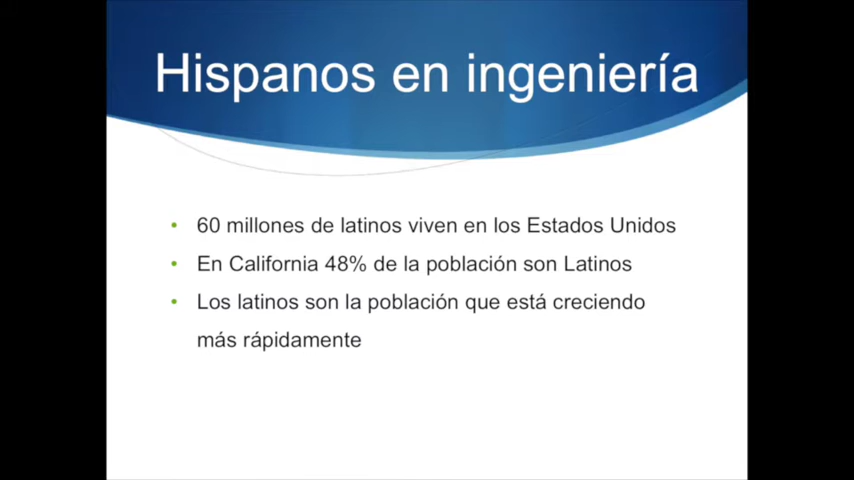 Hispanos en ingeniería
• 60 millones de latinos viven en los Estados Unidos
• En California 48% de la población son Latinos
• Los latinos son la población que está creciendo
más rápidamente